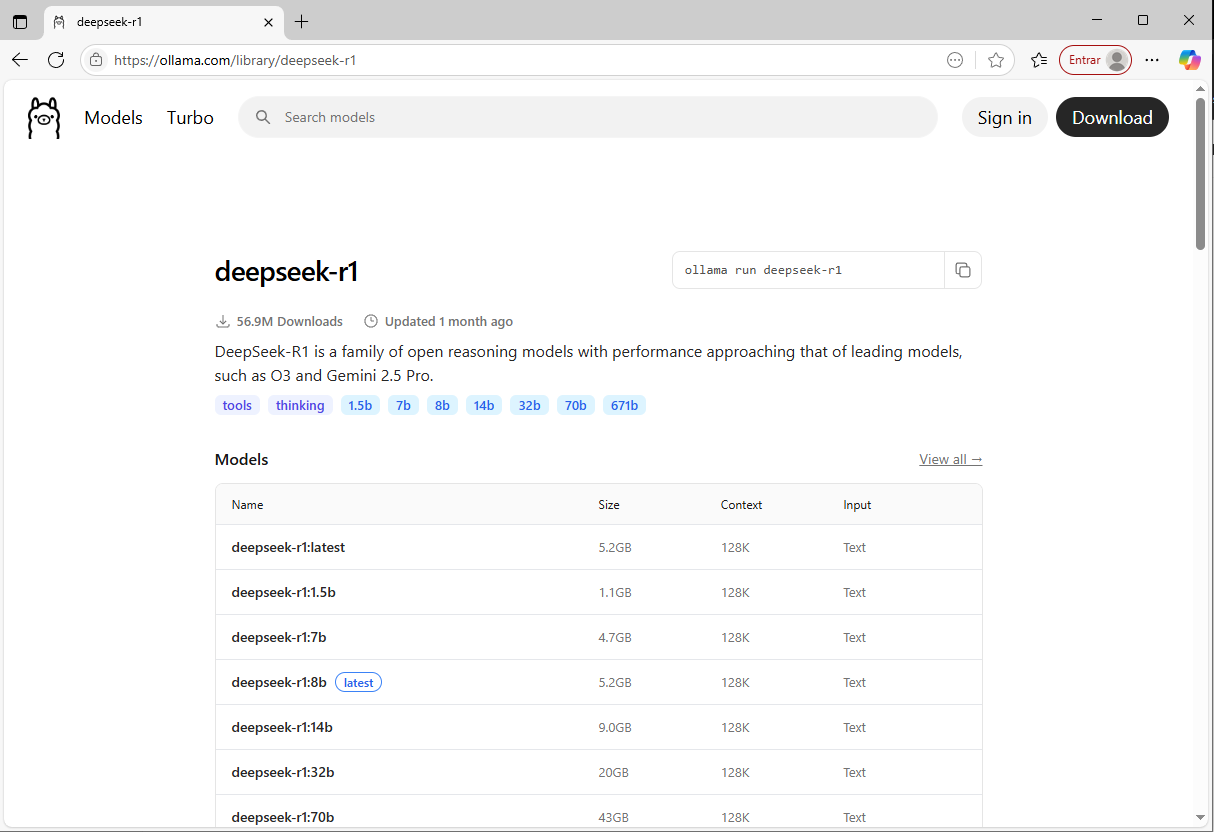 deepseek-r1
https://ollama.com/library/deepseek-r1
Entrar
Models Turbo Search models Sign in Download
deepseek-r1
ollama run deepseek-r1
56.9M Downloads Updated 1 month ago
DeepSeek-R1 is a family of open reasoning models with performance approaching that of leading models,
such as O3 and Gemini 2.5 Pro.
tools thinking 1.5b 7b 8b 14b 32b 70b 671b
Models View all →
Name Size Context Input
deepseek-r1:latest 5.2GB 128K Text
deepseek-r1:1.5b 1.1GB 128K Text
deepseek-r1:7b 4.7GB 128K Text
deepseek-r1:8b latest 5.2GB 128K Text
deepseek-r1:14b 9.0GB 128K Text
deepseek-r1:32b 20GB 128K Text
deepseek-r1:70b 43GB 128K Text